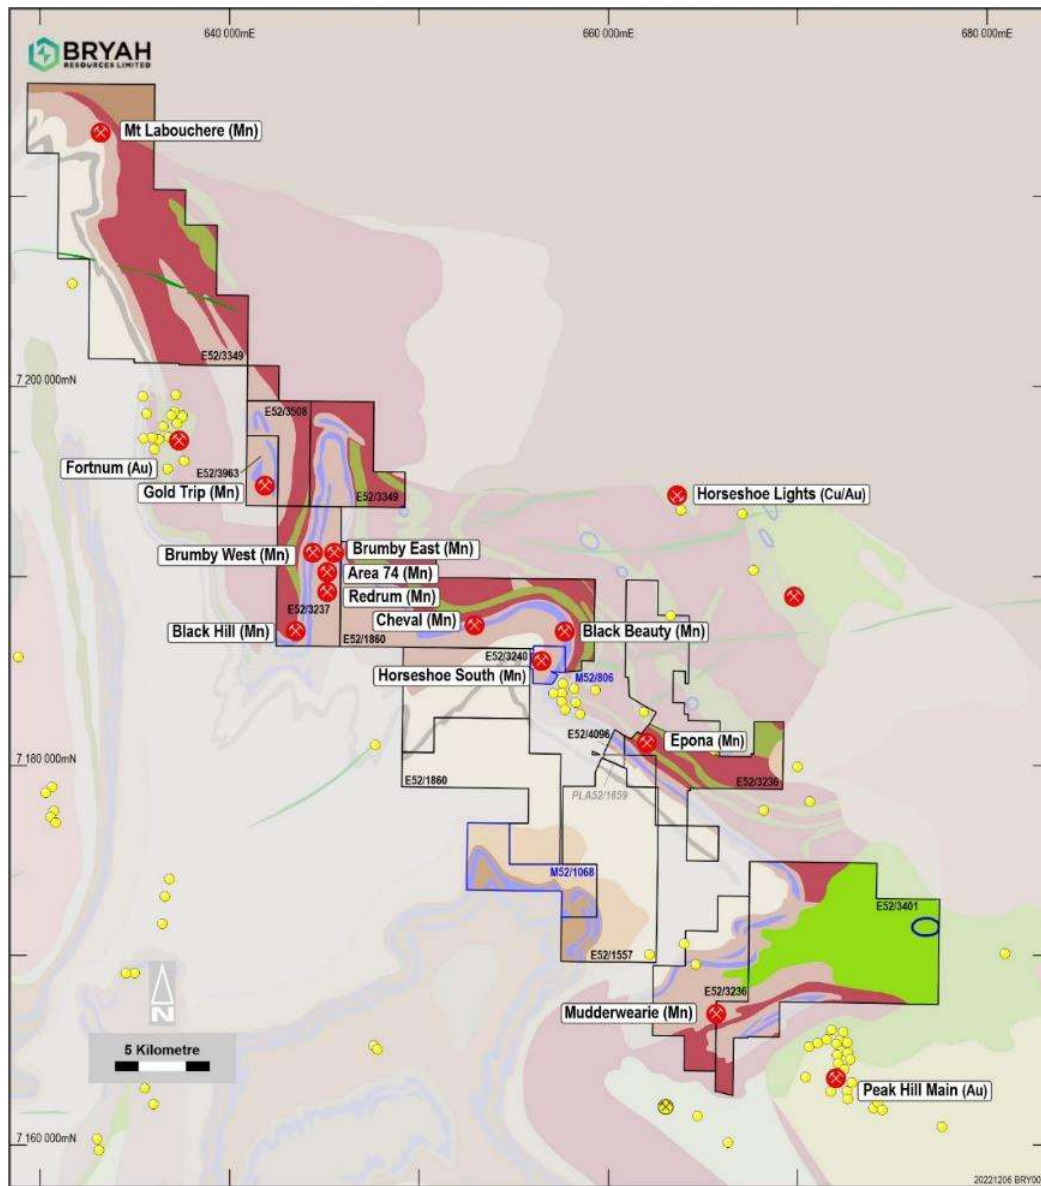 640 000mE
660 000mE
680 000mE
BRYAH
RESOURCES LIMITED
Mt Labouchere (Mn)
E52/3349
7 200 000mN
E52/3508
Fortnum (Au)
E52/3963
Gold Trip (Mn)
E52/3349
Horseshoe Lights (Cu/Au)
Brumby West (Mn)
Brumby East (Mn)
Area 74 (Mn)
Redrum (Mn)
E52/3237
Cheval (Mn)
Black Hill (Mn)
Black Beauty (Mn)
E52/1860
E52/3240
Horseshoe South (Mn)
M52/806
E52/4096
Epona (Mn)
7 180 000mN
E52/1860
E52/3236
PLA52/1659
M52/1068
E52/3401
E52/1557
E52/3236
Mudderwearie (Mn)
N
5 Kilometre
Peak Hill Main (Au)
7 160 000mN
20221206 BRY00